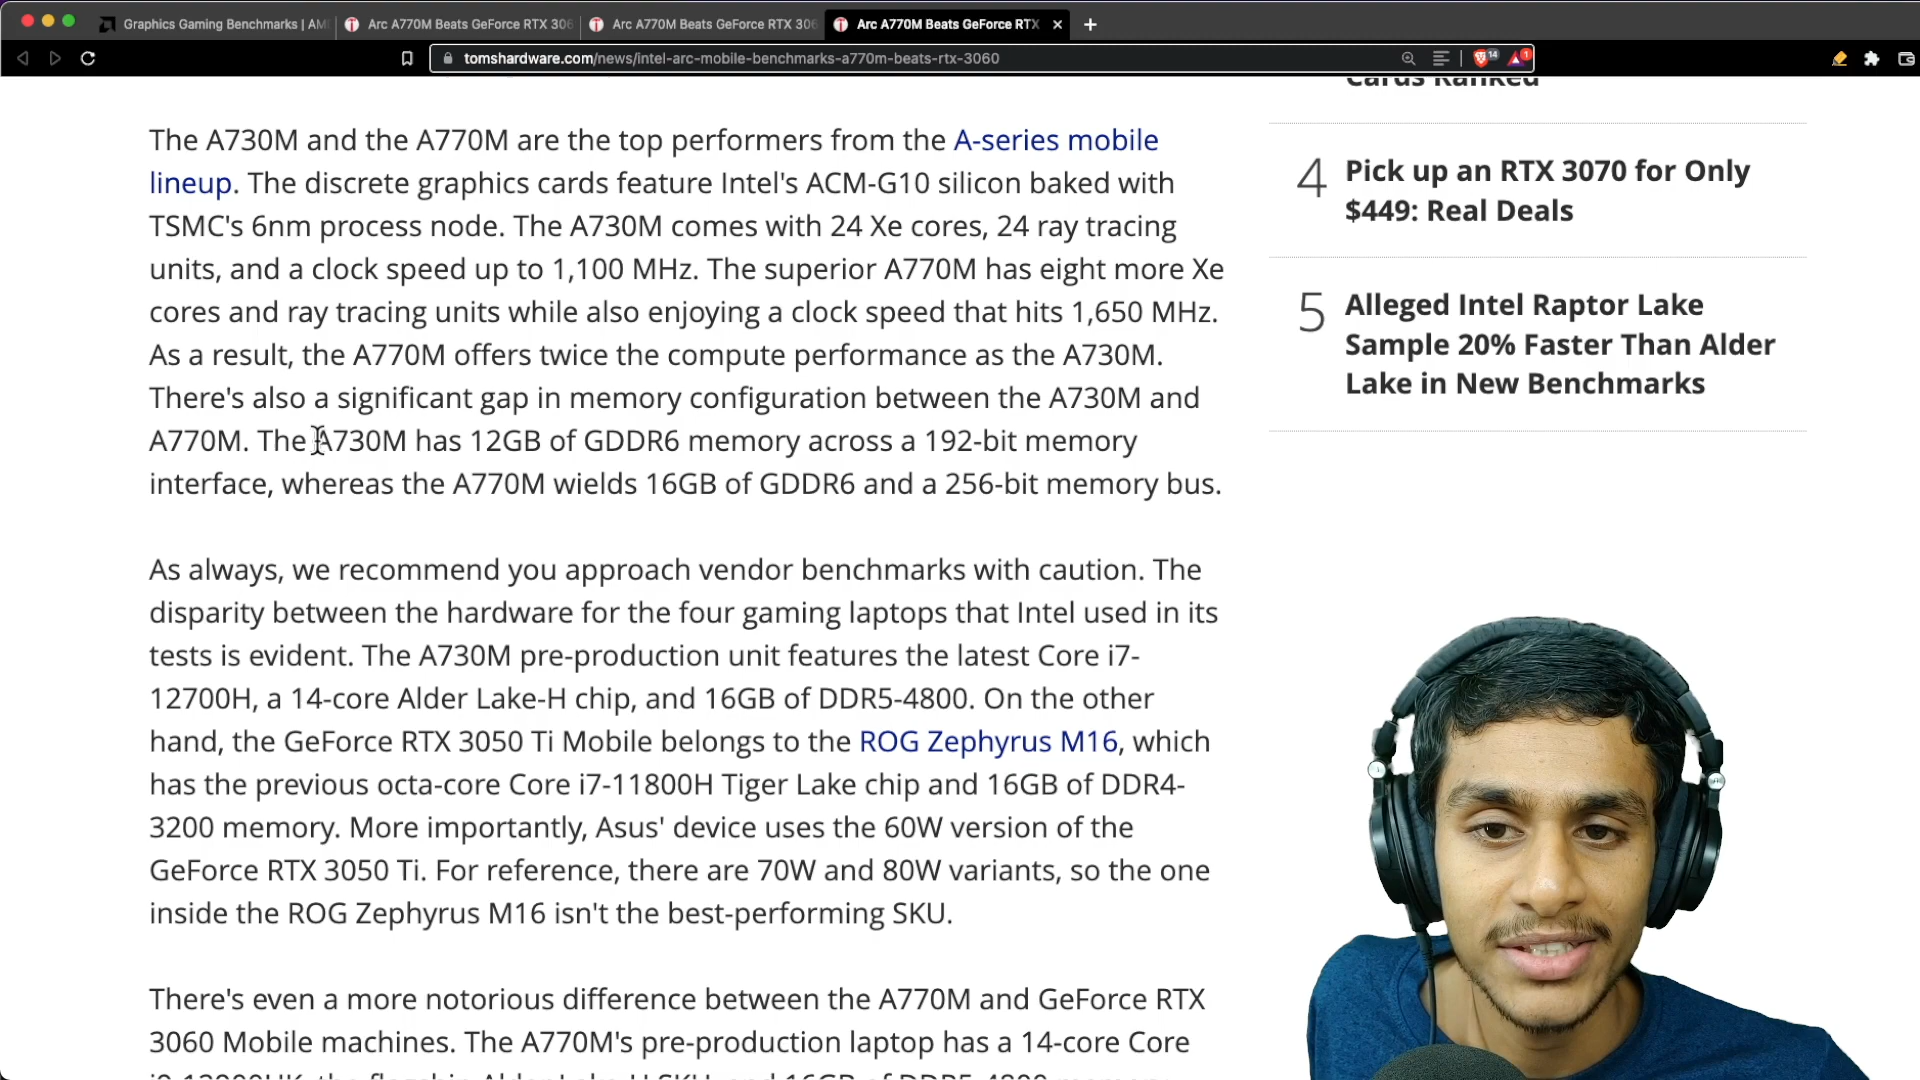 Graphics Gaming Benchmarks | AM
Arc A770M Beats GeForce RTX 306
Arc A770M Beats GeForce RTX 306
Arc A770M Beats GeForce RTX
tomshardware.com/news/intel-arc-mobile-benchmarks-a770m-beats-rtx-3060
14
1
The A730M and the A770M are the top performers from the A-series mobile
lineup. The discrete graphics cards feature Intel's ACM-G10 silicon baked with
TSMC's 6nm process node. The A730M comes with 24 Xe cores, 24 ray tracing
units, and a clock speed up to 1,100 MHz. The superior A770M has eight more Xe
cores and ray tracing units while also enjoying a clock speed that hits 1,650 MHz.
As a result, the A770M offers twice the compute performance as the A730M.
There's also a significant gap in memory configuration between the A730M and
A770M. The A730M has 12GB of GDDR6 memory across a 192-bit memory
interface, whereas the A770M wields 16GB of GDDR6 and a 256-bit memory bus.
As always, we recommend you approach vendor benchmarks with caution. The
disparity between the hardware for the four gaming laptops that Intel used in its
tests is evident. The A730M pre-production unit features the latest Core i7-
12700H, a 14-core Alder Lake-H chip, and 16GB of DDR5-4800. On the other
hand, the GeForce RTX 3050 Ti Mobile belongs to the ROG Zephyrus M16, which
has the previous octa-core Core i7-11800H Tiger Lake chip and 16GB of DDR4-
3200 memory. More importantly, Asus' device uses the 60W version of the
GeForce RTX 3050 Ti. For reference, there are 70W and 80W variants, so the one
inside the ROG Zephyrus M16 isn't the best-performing SKU.
There's even a more notorious difference between the A770M and GeForce RTX
3060 Mobile machines. The A770M's pre-production laptop has a 14-core Core
Cards Ranked
4 Pick up an RTX 3070 for Only
$449: Real Deals
5 Alleged Intel Raptor Lake
Sample 20% Faster Than Alder
Lake in New Benchmarks